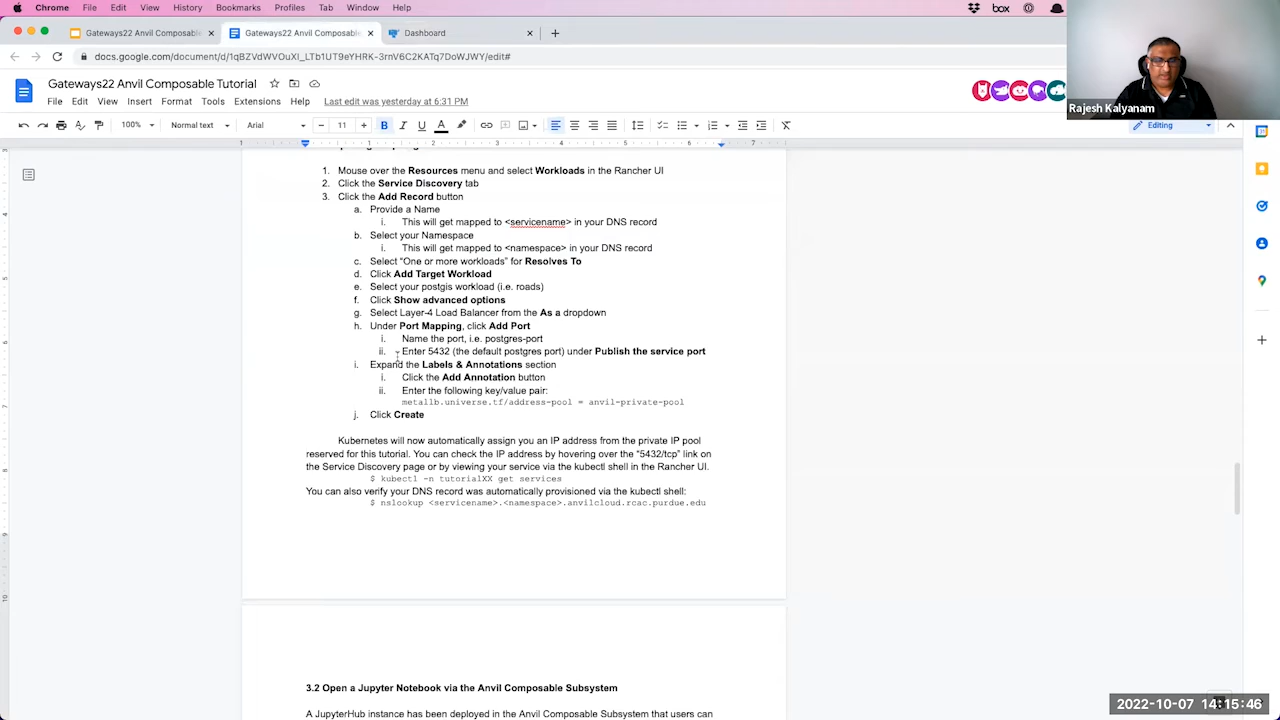 Chrome File Edit View History Bookmarks Profiles Tab Window Help box
Gateways22 Anvil Composable Gateways22 Anvil Composable Dashboard
docs.google.com/document/d/1qBZVdWVOuXI_LTb1UT9eYHRK-3rnV6C2KATq7DoWJWY/edit#
Gateways22 Anvil Composable Tutorial
File Edit View Insert Format Tools Extensions Help Last edit was yesterday at 6:31 PM
Rajesh Kalyanam
100% Normal text Arial 11 Editing
1. Mouse over the Resources menu and select Workloads in the Rancher UI
2. Click the Service Discovery tab
3. Click the Add Record button
a. Provide a Name
i. This will get mapped to <servicename> in your DNS record
b. Select your Namespace
i. This will get mapped to <namespace> in your DNS record
c. Select “One or more workloads” for Resolves To
d. Click Add Target Workload
e. Select your postgis workload (i.e. roads)
f. Click Show advanced options
g. Select Layer-4 Load Balancer from the As a dropdown
h. Under Port Mapping, click Add Port
i. Name the port, i.e. postgres-port
ii. Enter 5432 (the default postgres port) under Publish the service port
i. Expand the Labels & Annotations section
i. Click the Add Annotation button
ii. Enter the following key/value pair:
metallb.universe.tf/address-pool = anvil-private-pool
j. Click Create
Kubernetes will now automatically assign you an IP address from the private IP pool
reserved for this tutorial. You can check the IP address by hovering over the “5432/tcp” link on
the Service Discovery page or by viewing your service via the kubectl shell in the Rancher UI.
$ kubectl -n tutorialXX get services
You can also verify your DNS record was automatically provisioned via the kubectl shell:
$ nslookup <servicename>.<namespace>.anvilcloud.rcac.purdue.edu
3.2 Open a Jupyter Notebook via the Anvil Composable Subsystem
A JupyterHub instance has been deployed in the Anvil Composable Subsystem that users can
2022-10-07 14:15:46